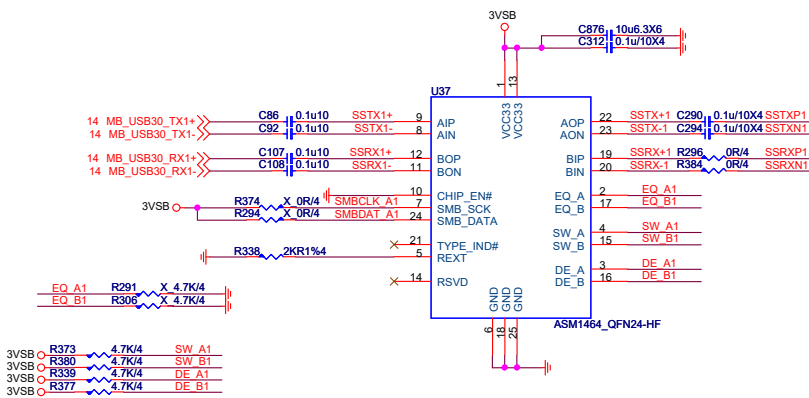 3VSB
C876 10u6.3X6
C312 0.1u/10X4
U37
1 13
VCC33 VCC33
14 MB_USB30_TX1+ C86 0.1u10 SSTX1+ 9 AIP AOP 22 SSTX+1 C290 0.1u/10X4 SSTXP1
14 MB_USB30_TX1- C92 0.1u10 SSTX1- 8 AIN AON 23 SSTX-1 C294 0.1u/10X4 SSTXN1
14 MB_USB30_RX1+ C107 0.1u10 SSRX1+ 12 BOP BIP 19 SSRX+1 R296 0R/4 SSRXP1
14 MB_USB30_RX1- C108 0.1u10 SSRX1- 11 BON BIN 20 SSRX-1 R384 0R/4 SSRXN1
10 CHIP_EN# EQ_A 2 EQ_A1
3VSB R374 X_0R/4 SMBCLK_A1 7 SMB_SCK EQ_B 17 EQ_B1
R294 X_0R/4 SMBDAT_A1 24 SMB_DATA
SW_A 4 SW_A1
21 TYPE_IND# SW_B 15 SW_B1
R338 2KR1%4 5 REXT
DE_A 3 DE_A1
14 RSVD DE_B 16 DE_B1
GND GND GND
6 18 25
ASM1464_QFN24-HF
EQ_A1 R291 X_4.7K/4
EQ_B1 R306 X_4.7K/4
3VSB R373 4.7K/4 SW_A1
3VSB R380 4.7K/4 SW_B1
3VSB R339 4.7K/4 DE_A1
3VSB R377 4.7K/4 DE_B1